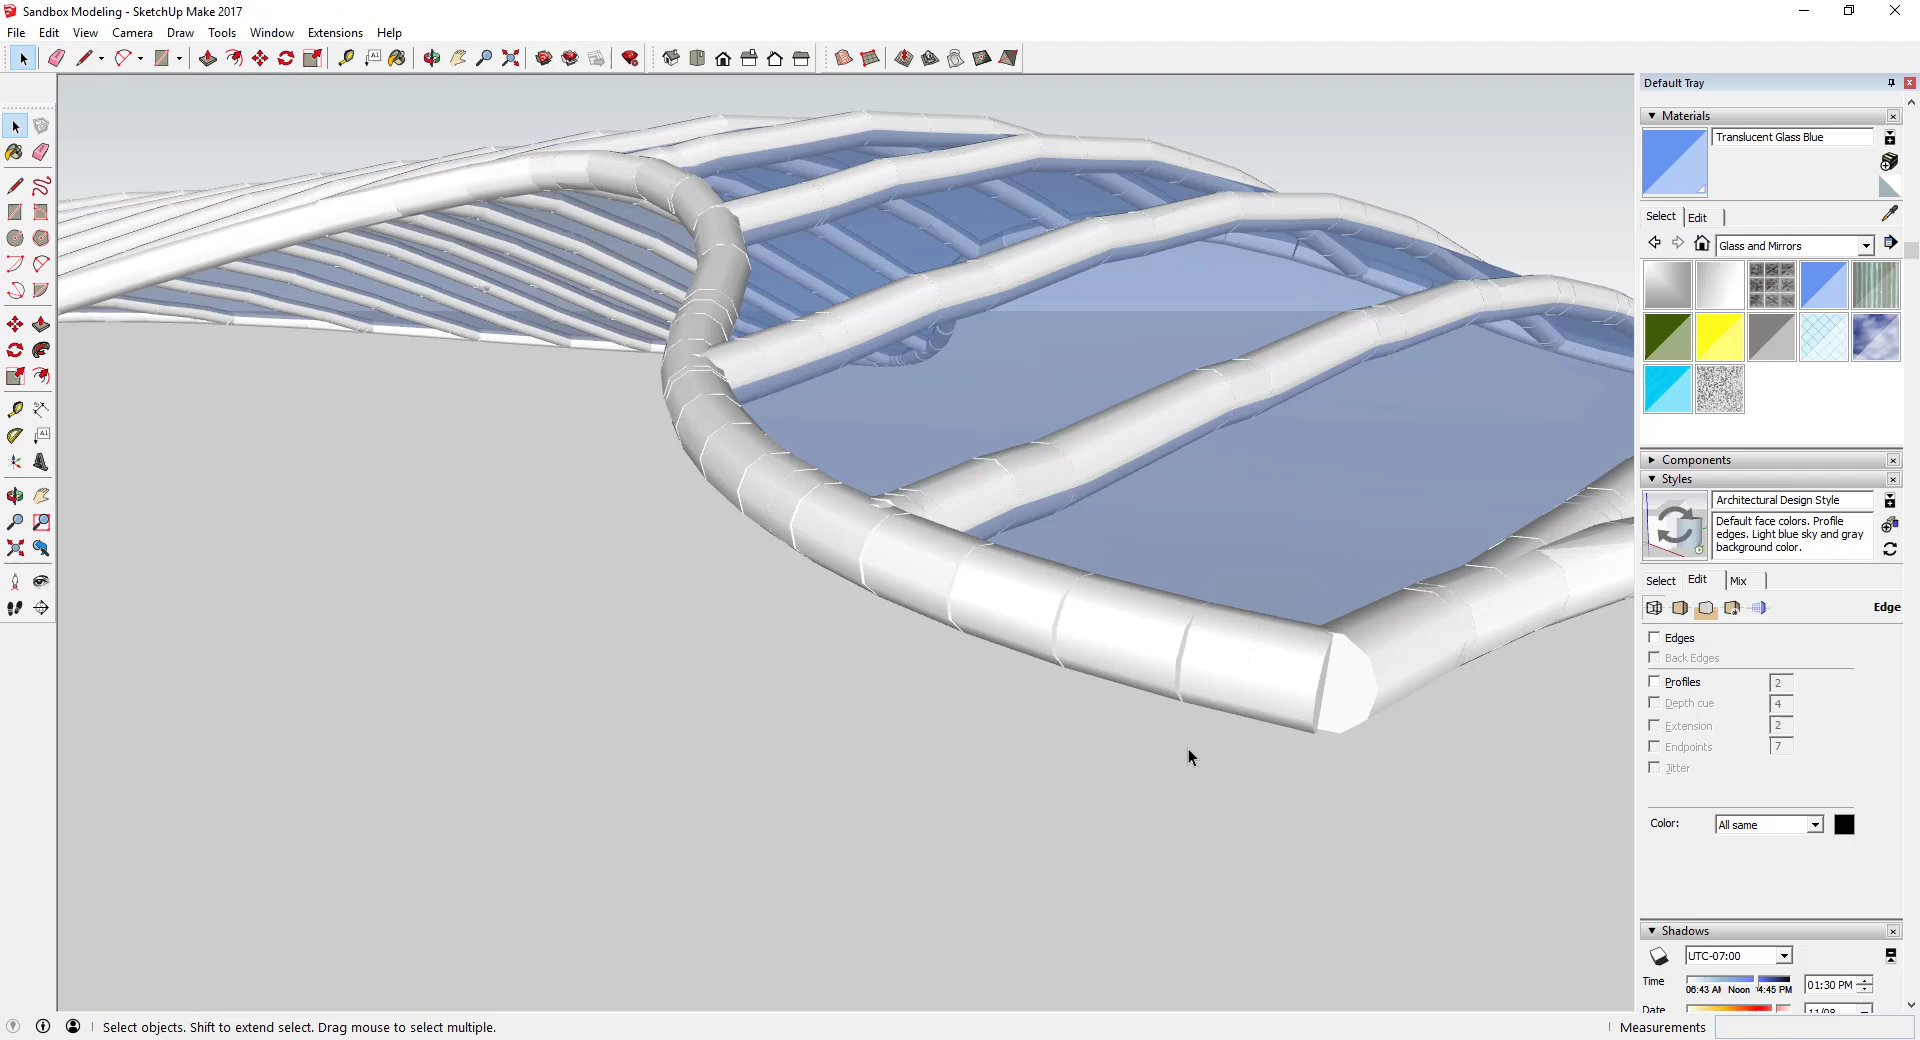 Sandbox Modeling - SketchUp Make 2017
File Edit View Camera Draw Tools Window Extensions Help
Default Tray
Materials
Translucent Glass Blue
Select Edit
Glass and Mirrors
Components
Styles
Architectural Design Style
Default face colors. Profile
edges. Light blue sky and gray
background color.
Select Edit Mix
Edge
Edges
Back Edges
Profiles 2
Depth cue 4
Extension 2
Endpoints 7
Jitter
Color: All same
Shadows
UTC-07:00
Time 06:43 AM Noon 4:45 PM 01:30 PM
Date 11/08
Select objects. Shift to extend select. Drag mouse to select multiple.
Measurements